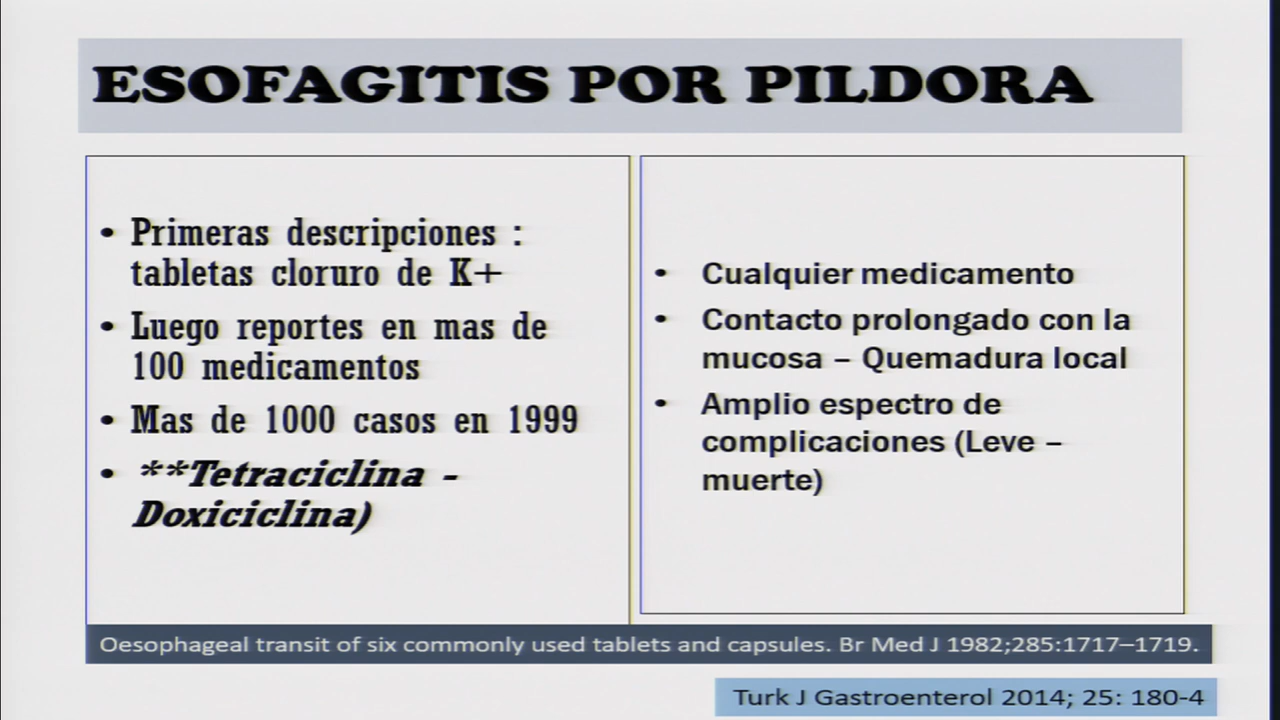 ESOFAGITIS POR PILDORA
• Primeras descripciones :
tabletas cloruro de K+
• Luego reportes en mas de
100 medicamentos
• Mas de 1000 casos en 1999
• **Tetraciclina -
Doxiciclina)
• Cualquier medicamento
• Contacto prolongado con la
mucosa – Quemadura local
• Amplio espectro de
complicaciones (Leve –
muerte)
Oesophageal transit of six commonly used tablets and capsules. Br Med J 1982;285:1717–1719.
Turk J Gastroenterol 2014; 25: 180-4